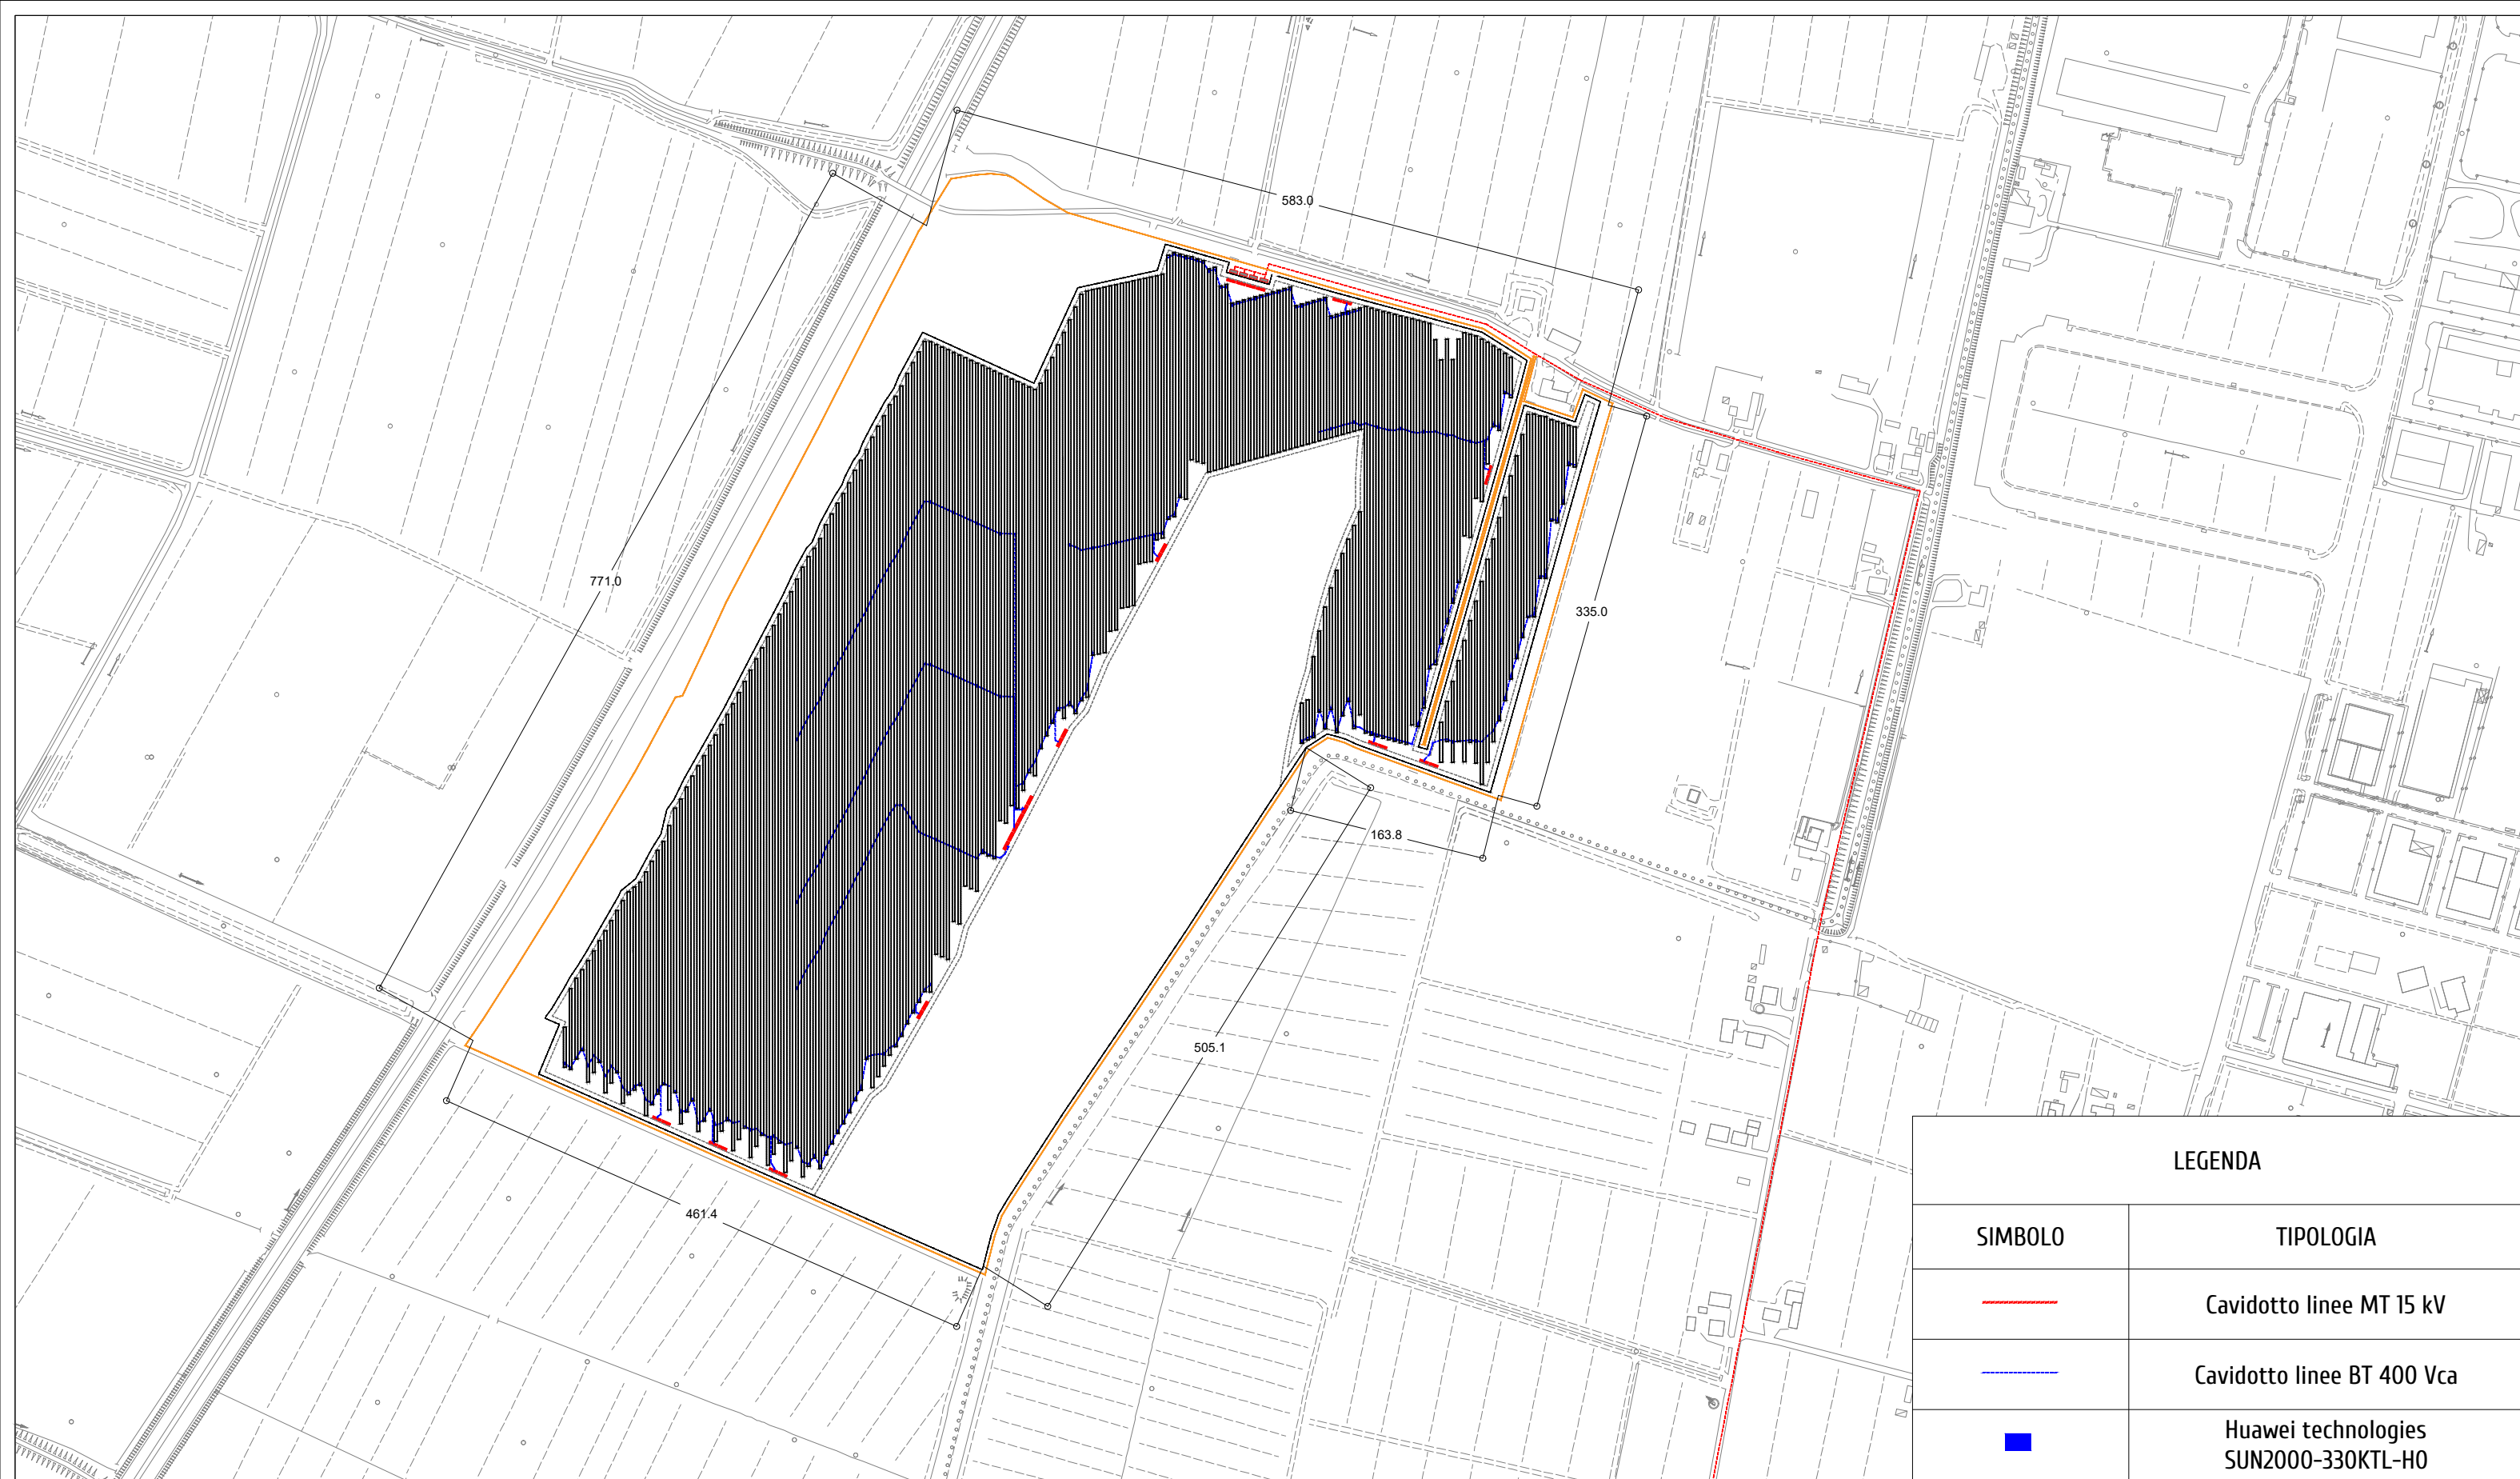 583.0
771.0
335.0
163.8
505.1
461.4
LEGENDA
SIMBOLO
TIPOLOGIA
Cavidotto linee MT 15 kV
Cavidotto linee BT 400 Vca
Huawei technologies
SUN2000-330KTL-H0